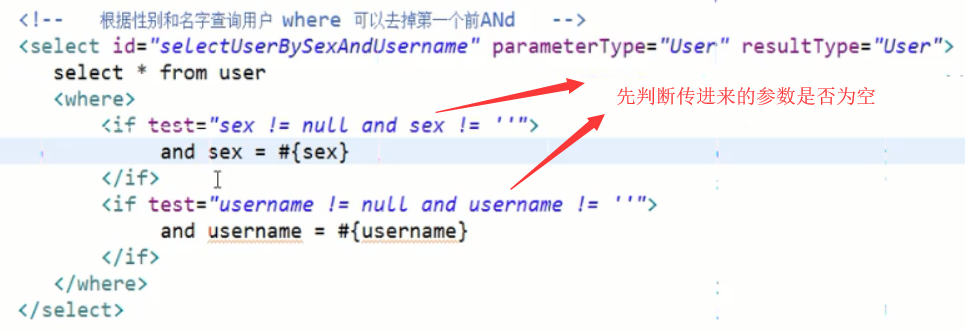 <!--   根据性别和名字查询用户 where 可以去掉第一个前ANd   -->
<select id="selectUserBySexAndUsername" parameterType="User" resultType="User">
select * from user
<where>
<if test="sex != null and sex != ''">
and sex = #{sex}
</if>
<if test="username != null and username != ''">
and username = #{username}
</if>
</where>
</select>
先判断传进来的参数是否为空